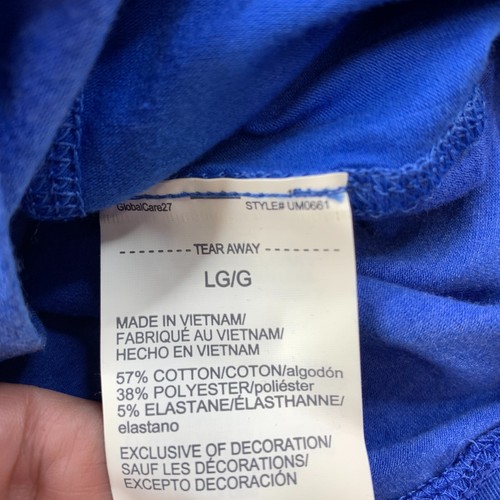 GlobalCare27 STYLE# UM0661
TEAR AWAY
LG/G
MADE IN VIETNAM/
FABRIQUÉ AU VIETNAM/
HECHO EN VIETNAM
57% COTTON/COTON/algodón
38% POLYESTER/poliéster
5% ELASTANE/ÉLASTHANNE/
elastano
EXCLUSIVE OF DECORATION/
SAUF LES DÉCORATIONS/
EXCEPTO DECORACIÓN